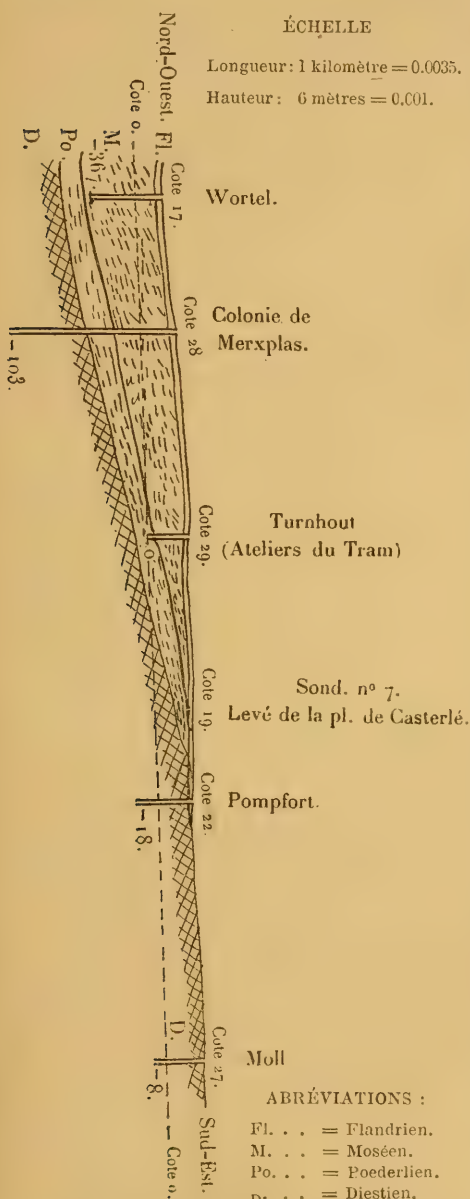 ÉCHELLE
Longueur: 1 kilomètre = 0.0035.
Hauteur: 6 mètres = 0.001.
Nord-Ouest.
Cote 0.
Fl.
M.
Po.
D.
-36
Cote 17.
Wortel.
Cote 28
Colonie de
Merxplas.
-103.
Cote 29.
0.
Turnhout
(Ateliers du Tram)
Cote 19.
Sond. nº 7.
Levé de la pl. de Casterlé.
Cote 22.
Pompfort.
-18.
Cote 27.
Moll
D.
-8.
Cote 0.
Sud-Est.
ABRÉVIATIONS :
Fl. . . = Flandrien.
M. . . = Moséen.
Po. . . = Poederlien.
D. . . = Diestien.